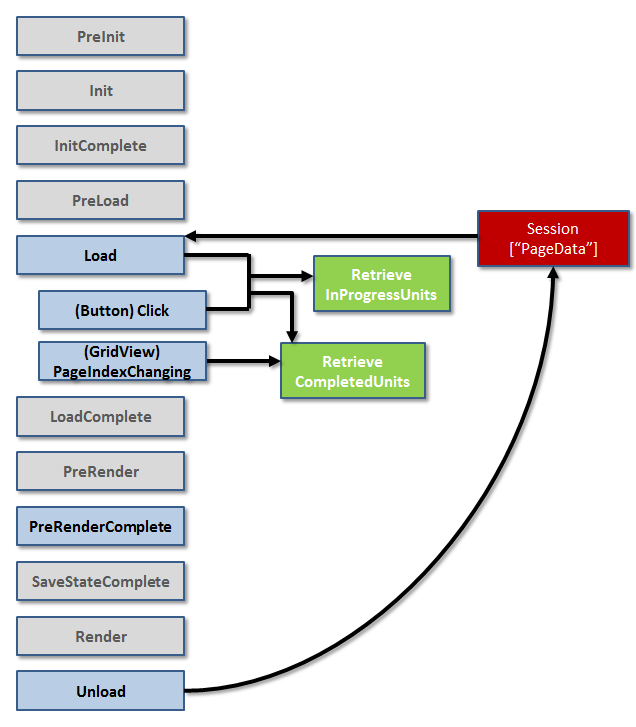 PreInit
Init
InitComplete
PreLoad
Session
[“PageData”]
Load
Retrieve
InProgressUnits
(Button) Click
(GridView)
PageIndexChanging
Retrieve
CompletedUnits
LoadComplete
PreRender
PreRenderComplete
SaveStateComplete
Render
Unload